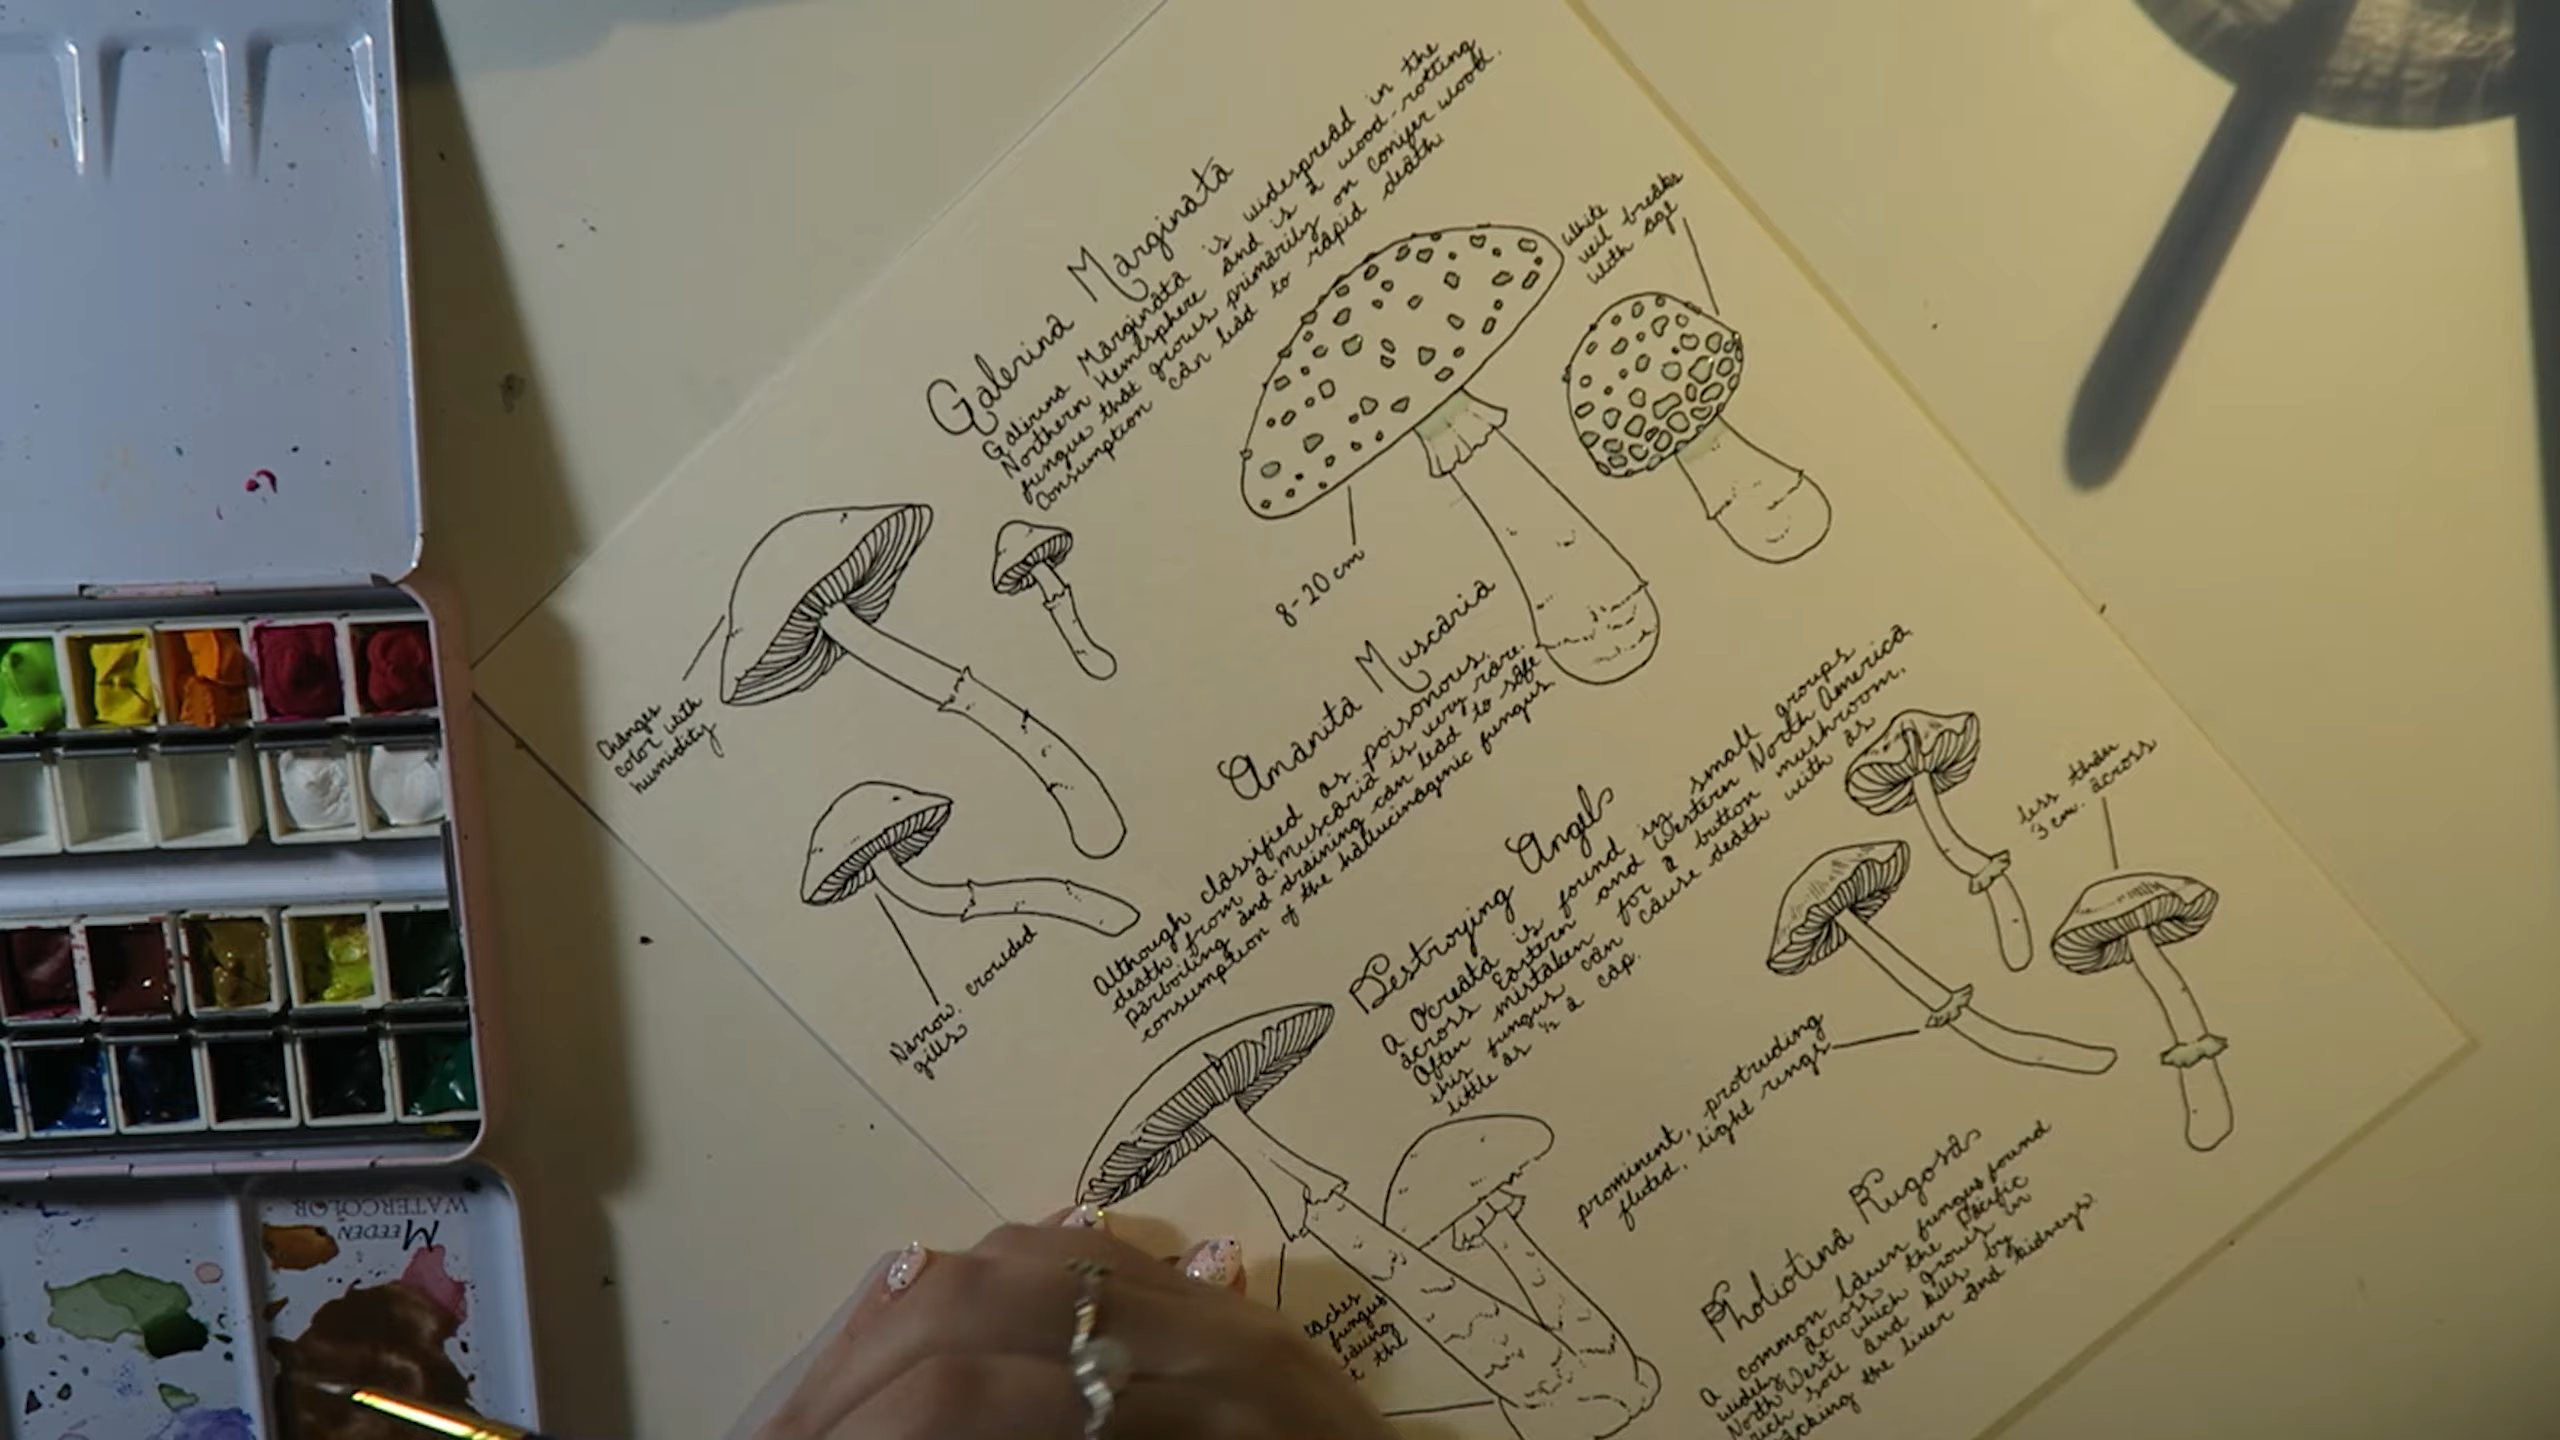 Galerina Marginata
Galerina Marginata is widespread in the
Northern Hemisphere and is a wood-rotting
fungus that grows primarily on conifer wood.
Consumption can lead to rapid death.
Changes
color with
humidity
Narrow crowded
gills
White
veil breaks
with age
8-20 cm
Amanita Muscaria
Although classified as poisonous,
death from a.muscaria is very rare.
Parboiling and draining can lead to safe
consumption of the hallucinagenic fungus.
Destroying Angels
A Ocreata is found in small groups
across Eastern and Western North America
Often mistaken for a button mushroom,
this fungus can cause death with as
little as ½ a cap.
fungus
t the
less than
3 cm. across
prominent, protruding
fluted, light rings
Pholiotina Rugosa
A common lawn fungus found
widely across the Pacific
North West which grows in
rich soil and kills by
acking the liver and kidneys.
MEEDEN
WATERCOLOR